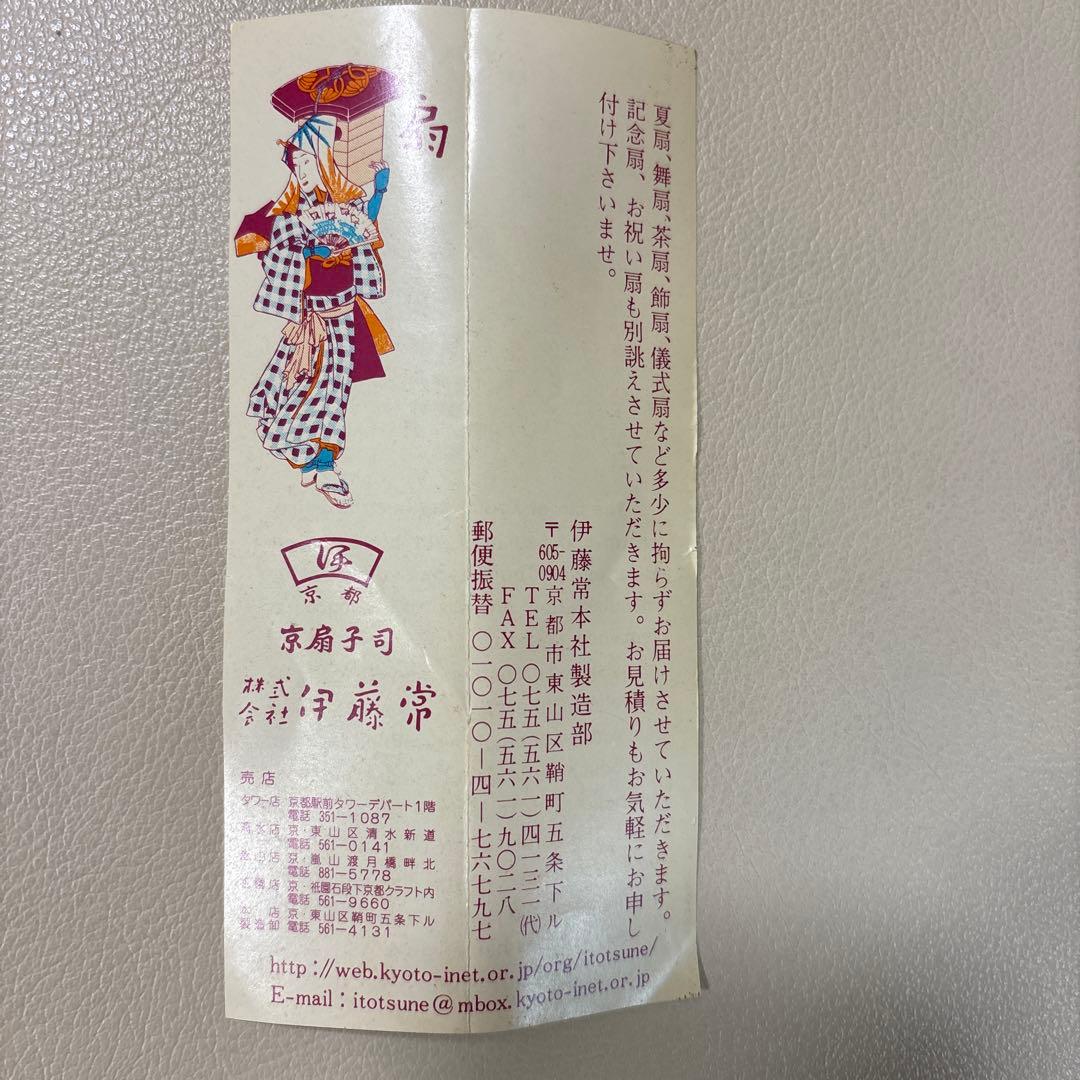 夏扇、舞扇、茶扇、飾扇、儀式扇など多少に拘らずお届けさせていただきます。
記念扇、お祝い扇も別誂えさせていただきます。お見積りもお気軽にお申し
付け下さいませ。
伊藤常本社製造部
〒605-0904京都市東山区鞘町五条下ル
TEL 〇七五(五六一)四一三一(代)
FAX 〇七五(五六一)九〇二八
郵便振替 〇一〇一〇―四―七六七九七
扇
京都
京扇子司
株式会社 伊藤常
売店
タワー店 京都駅前タワーデパート1階
電話 351―1087
清水店 京・東山区清水新道
電話 561―0141
店 京・嵐山渡月橋畔北
電話 881―5778
店 京・祇園石段下京都クラフト内
電話 561―9660
店 京・東山区鞘町五条下ル
製造卸 電話 561―4131
http://web.kyoto-inet.or.jp/org/itotsune/
E-mail:itotsune@mbox.kyoto-inet.or.jp